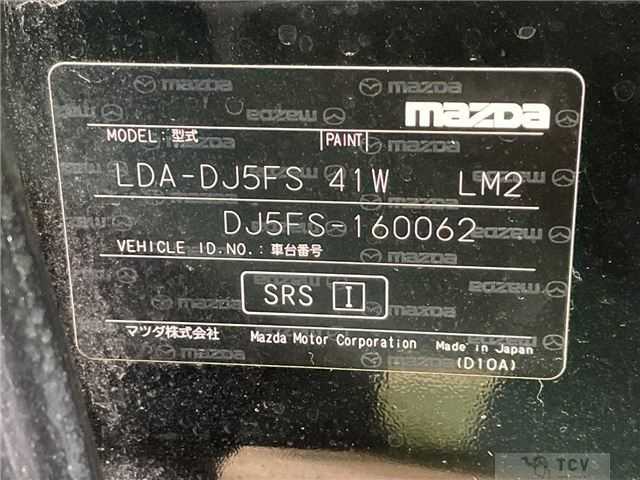 mazda
MODEL: 型式 PAINT
LDA-DJ5FS 41W LM2
DJ5FS-160062
VEHICLE ID.NO.: 車台番号
SRS I
マツダ株式会社 Mazda Motor Corporation Made in Japan
(D10A)
TCV